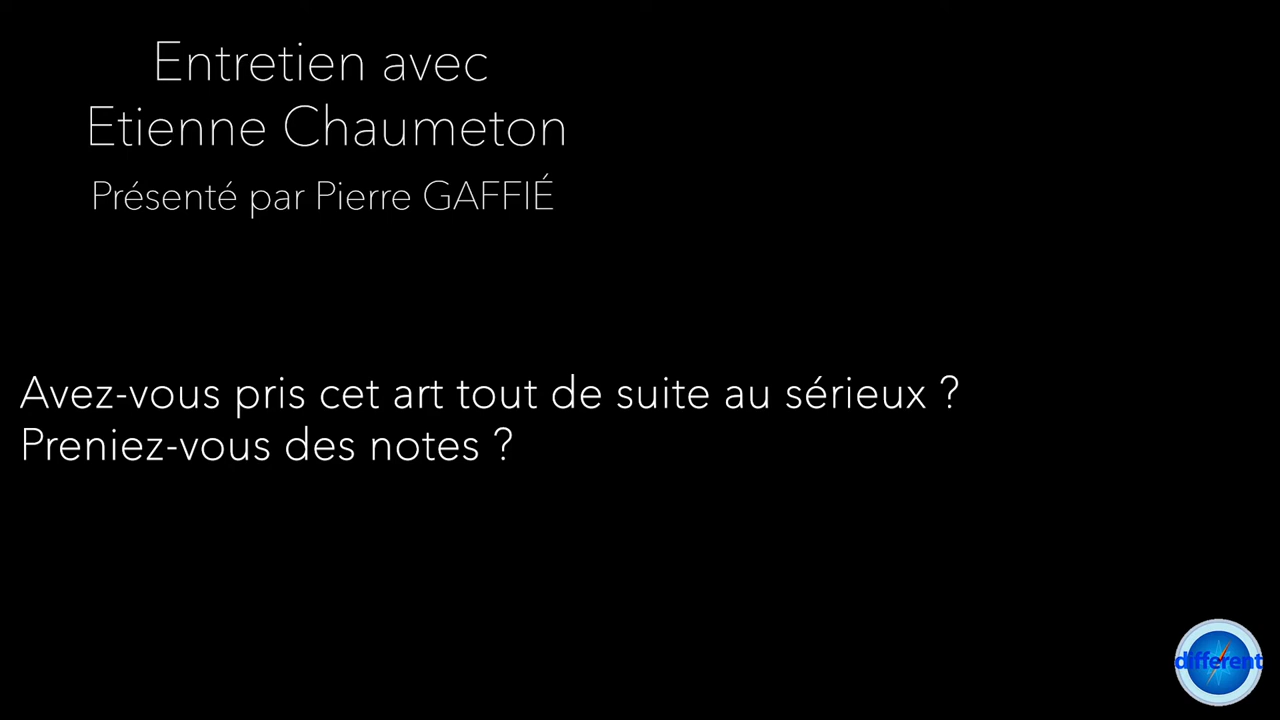 Entretien avec
Etienne Chaumeton
Présenté par Pierre GAFFIÉ
Avez-vous pris cet art tout de suite au sérieux ?
Preniez-vous des notes ?
different